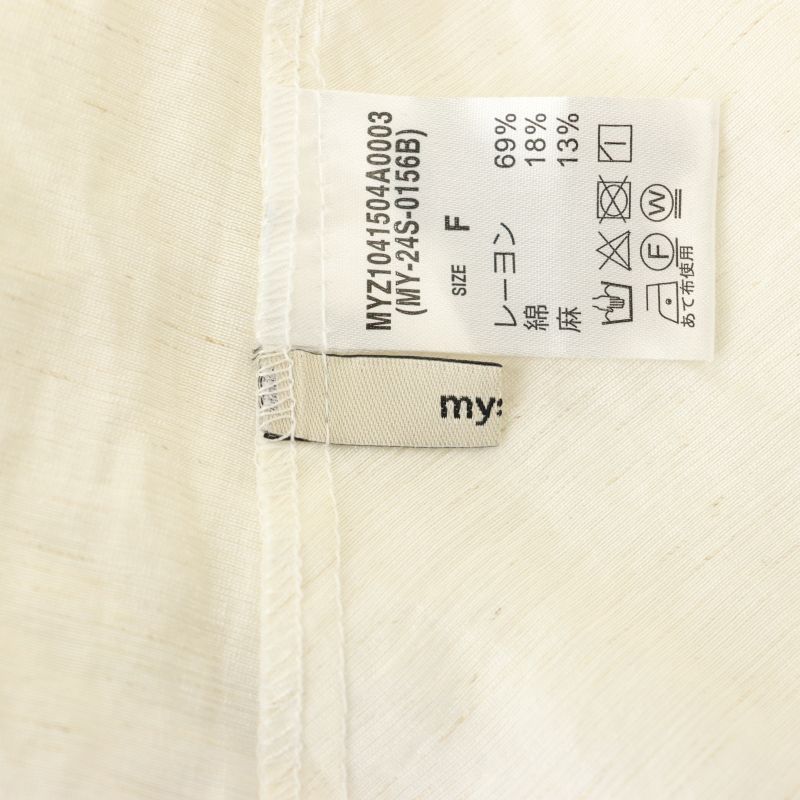 MYZ1041504A0003
(MY-24S-0156B)
SIZE F
レーヨン 69%
綿 18%
麻 13%
W
F
あて布使用
my: